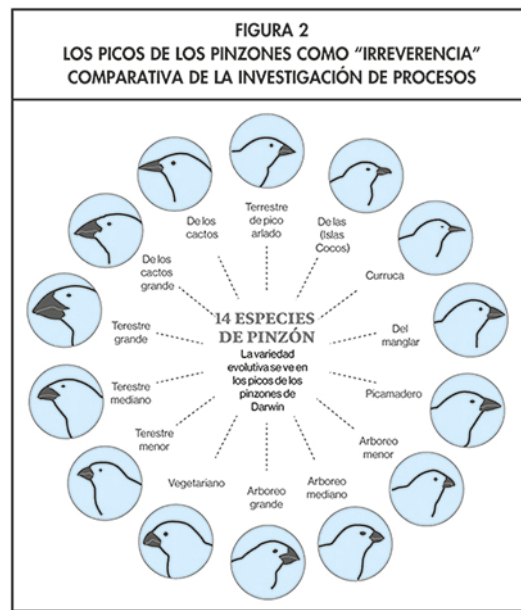 FIGURA 2
LOS PICOS DE LOS PINZONES COMO “IRREVERENCIA”
COMPARATIVA DE LA INVESTIGACIÓN DE PROCESOS
De los
cactos
Terrestre
de pico
arlado
De las
(Islas
Cocos)
De los
cactos
grande
Curruca
Terestre
grande
14 ESPECIES
DE PINZÓN
La variedad
evolutiva se ve en
los picos de los
pinzones de
Darwin
Del
manglar
Terestre
mediano
Picamadero
Terestre
menor
Arboreo
menor
Vegetariano
Arboreo
grande
Arboreo
mediano